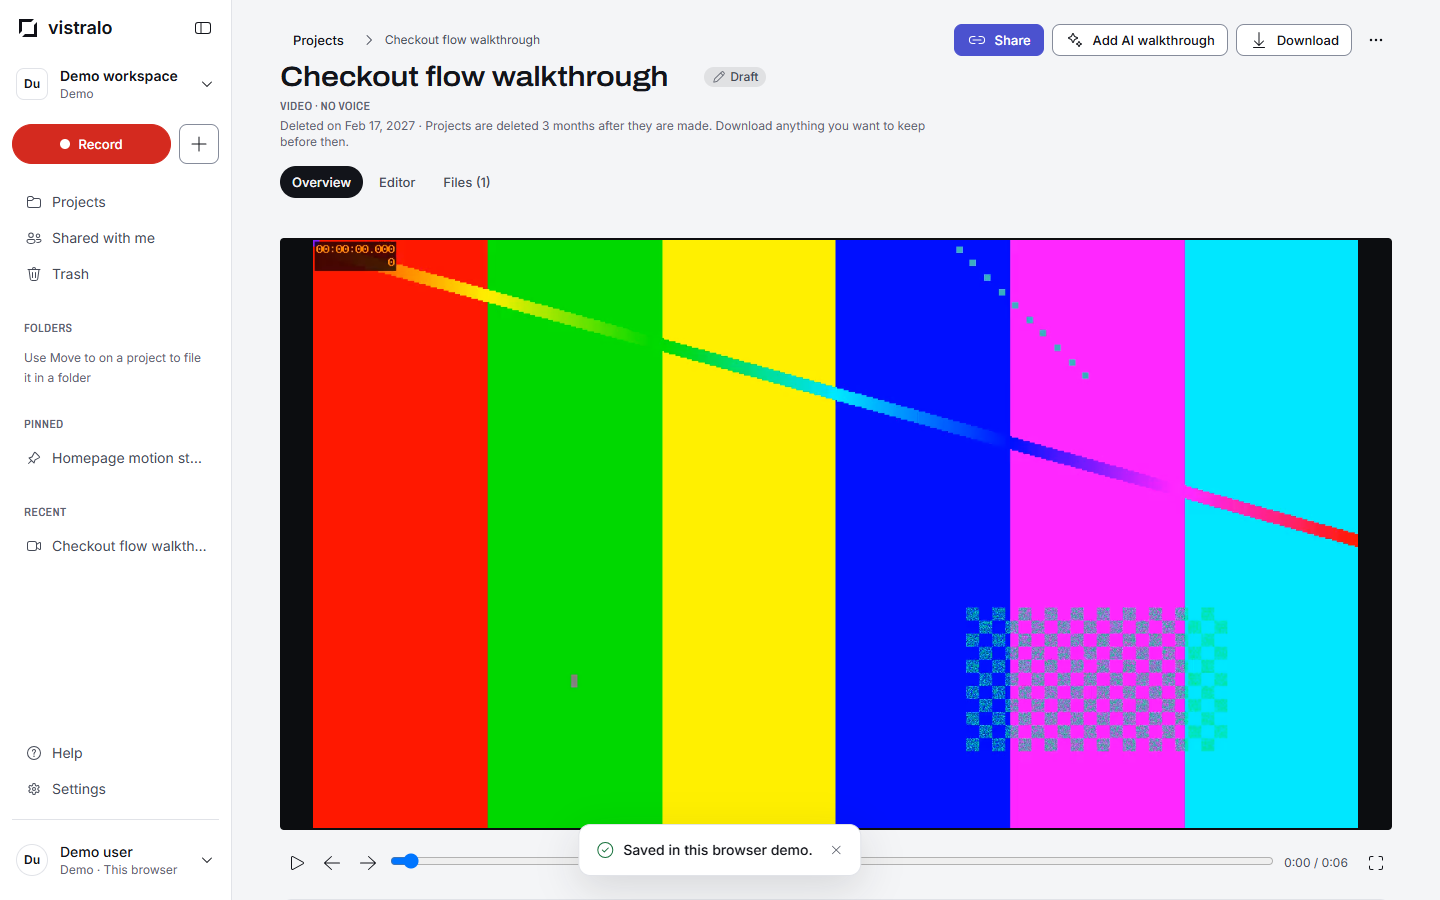 vistralo
Du
Demo workspace
Demo
Record
Projects
Shared with me
Trash
FOLDERS
Use Move to on a project to file
it in a folder
PINNED
Homepage motion st...
RECENT
Checkout flow walkth...
Help
Settings
Du
Demo user
Demo · This browser
Projects
Checkout flow walkthrough
Share
Add AI walkthrough
Download
Checkout flow walkthrough
Draft
VIDEO · NO VOICE
Deleted on Feb 17, 2027 · Projects are deleted 3 months after they are made. Download anything you want to keep
before then.
Overview
Editor
Files (1)
00:00:00.000
0
Saved in this browser demo.
0:00 / 0:06